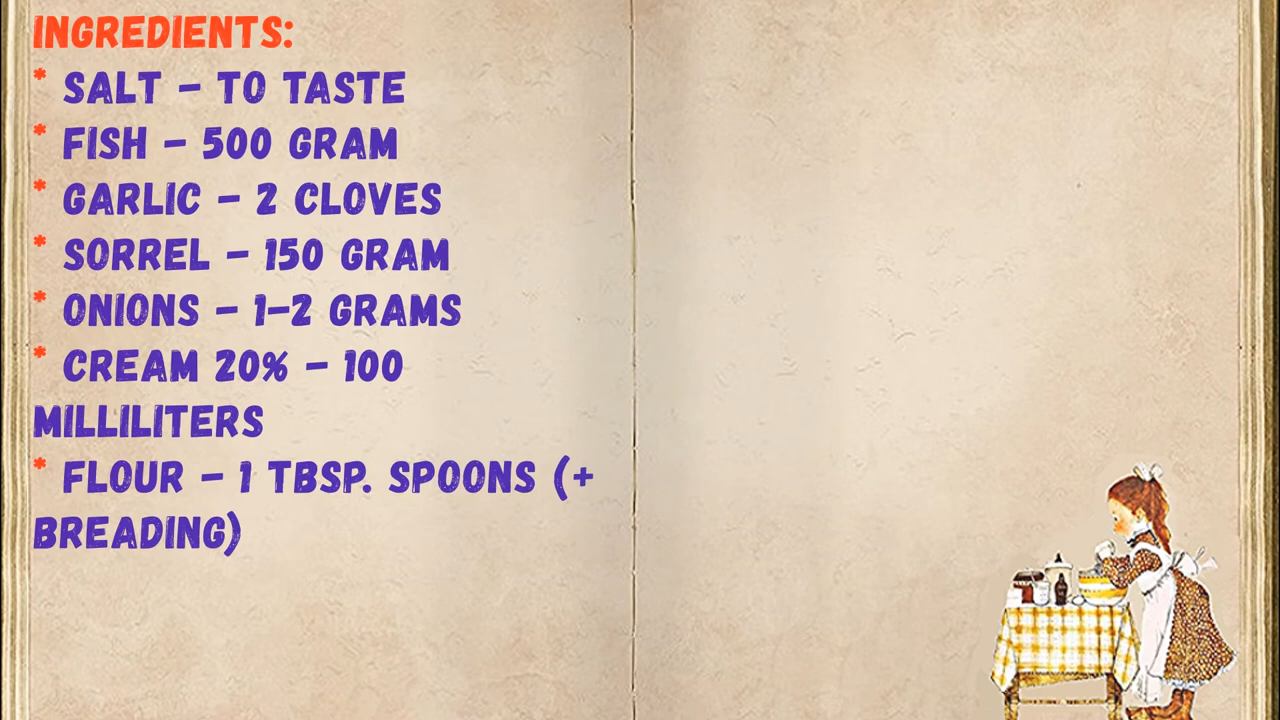 INGREDIENTS:
* SALT - TO TASTE
* FISH - 500 GRAM
* GARLIC - 2 CLOVES
* SORREL - 150 GRAM
* ONIONS - 1-2 GRAMS
* CREAM 20% - 100
MILLILITERS
* FLOUR - 1 TBSP. SPOONS (+
BREADING)